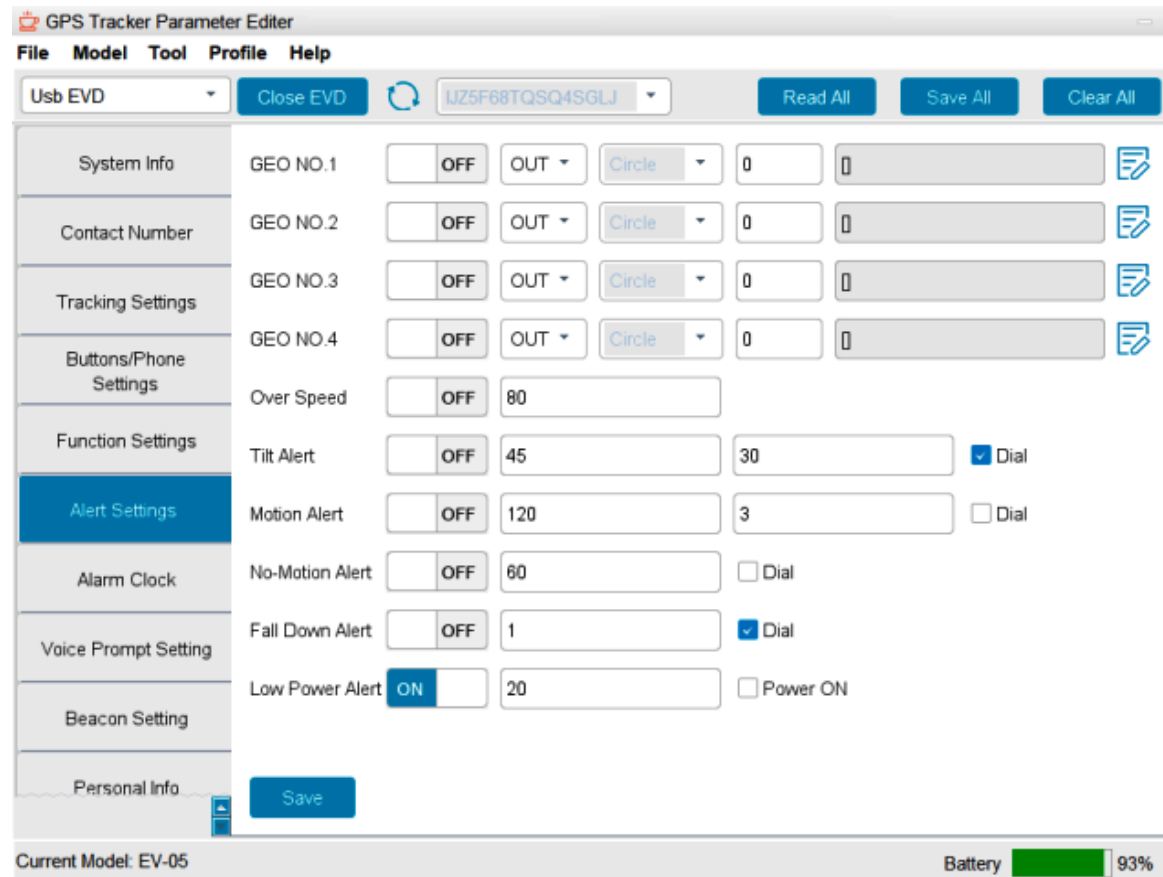 GPS Tracker Parameter Editer
File Model Tool Profile Help
Usb EVD Close EVD IJZ5F68TQSQ4SGLJ Read All Save All Clear All
System Info
Contact Number
Tracking Settings
Buttons/Phone
Settings
Function Settings
Alert Settings
Alarm Clock
Voice Prompt Setting
Beacon Setting
Personal Info
GEO NO.1 OFF OUT Circle 0 []
GEO NO.2 OFF OUT Circle 0 []
GEO NO.3 OFF OUT Circle 0 []
GEO NO.4 OFF OUT Circle 0 []
Over Speed OFF 80
Tilt Alert OFF 45 30 Dial
Motion Alert OFF 120 3 Dial
No-Motion Alert OFF 60 Dial
Fall Down Alert OFF 1 Dial
Low Power Alert ON 20 Power ON
Save
Current Model: EV-05 Battery 93%